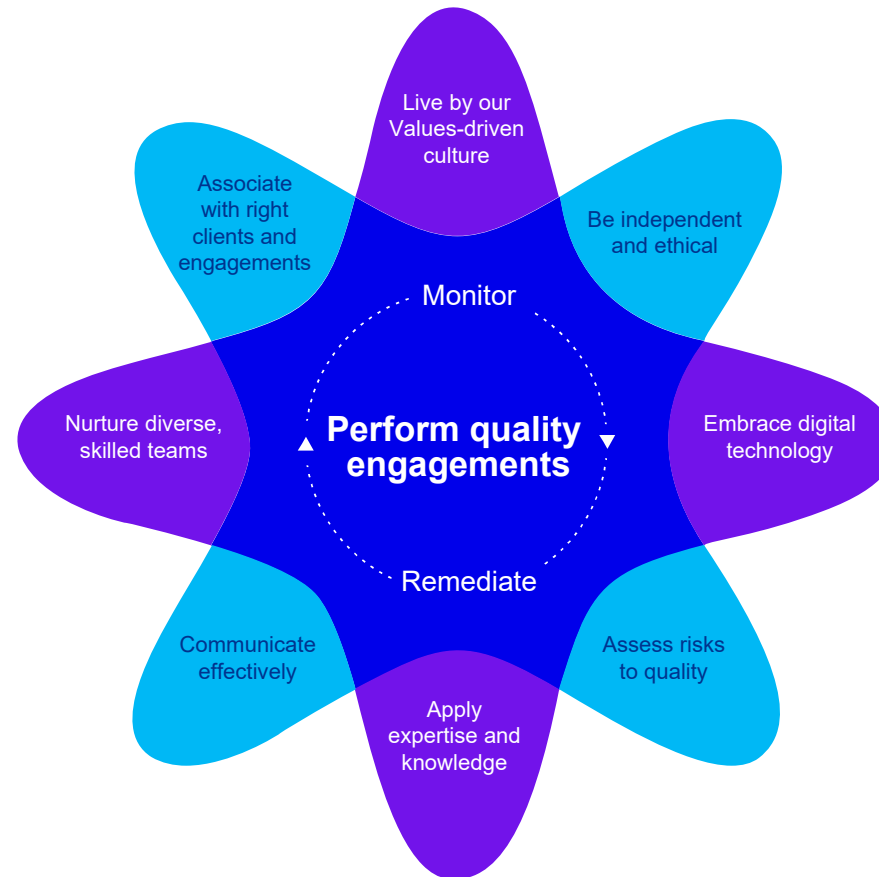 Live by our
Values-driven
culture
Associate
with right
clients and
engagements
Be independent
and ethical
Monitor
Nurture diverse,
skilled teams
Perform quality
engagements
Embrace digital
technology
Remediate
Communicate
effectively
Assess risks
to quality
Apply
expertise and
knowledge